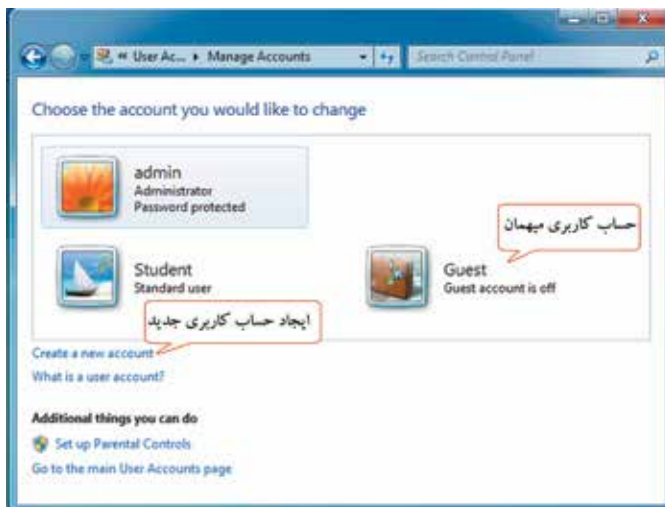 « User Ac... ▸ Manage Accounts
Search Control Panel
Choose the account you would like to change
admin
Administrator
Password protected
حساب کاربری میهمان
Student
Standard user
Guest
Guest account is off
ایجاد حساب کاربری جدید
Create a new account
What is a user account?
Additional things you can do
Set up Parental Controls
Go to the main User Accounts page